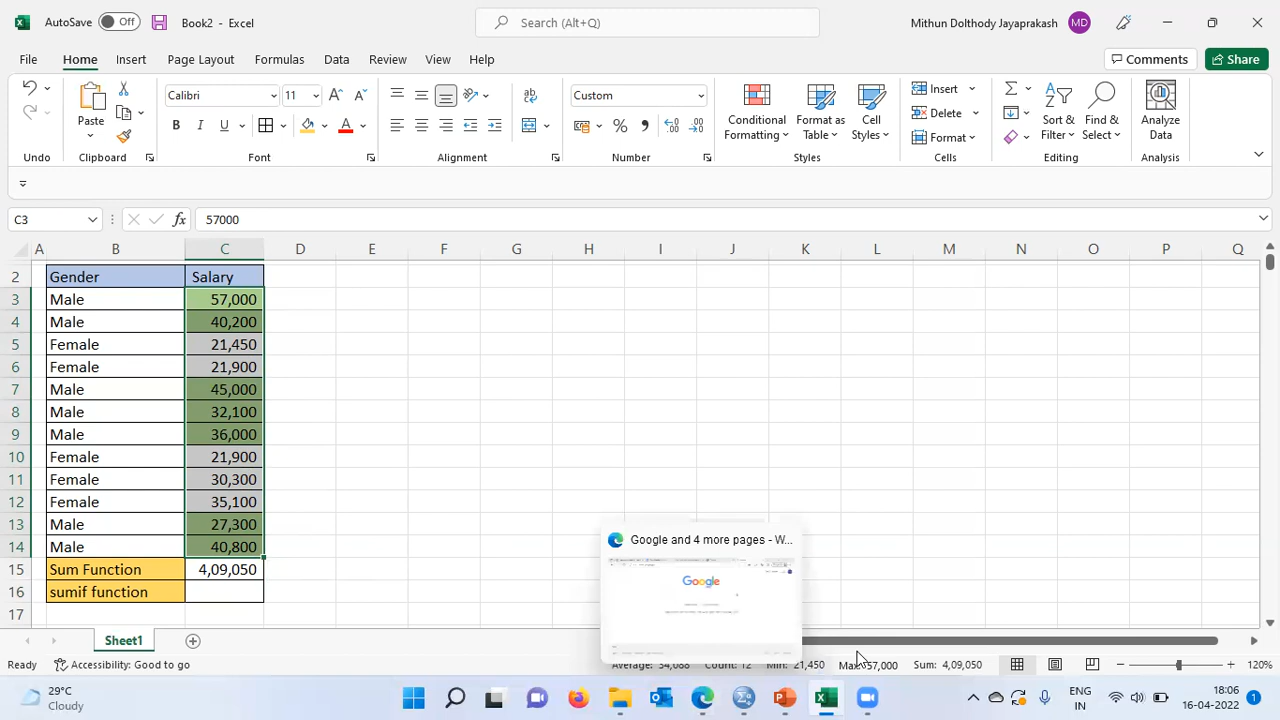 AutoSave Off Book2 - Excel Search (Alt+Q) Mithun Dolthody Jayaprakash MD
File Home Insert Page Layout Formulas Data Review View Help Comments Share
Calibri 11 Custom Insert
Paste B I U Conditional Formatting Format as Table Cell Styles Delete Sort & Filter Find & Select Analyze Data
Format
Undo Clipboard Font Alignment Number Styles Cells Editing Analysis
C3 fx 57000
A B C D E F G H I J K L M N O P Q
2 Gender Salary
3 Male 57,000
4 Male 40,200
5 Female 21,450
6 Female 21,900
7 Male 45,000
8 Male 32,100
9 Male 36,000
10 Female 21,900
11 Female 30,300
12 Female 35,100
13 Male 27,300
14 Male 40,800
15 Sum Function 4,09,050
16 sumif function
17
Google and 4 more pages - W...
Google
Sheet1
Ready Accessibility: Good to go Average: 34,088 Count: 12 Min: 21,450 Max: 57,000 Sum: 4,09,050 120%
29°C
Cloudy
ENG
IN
18:06
16-04-2022
1